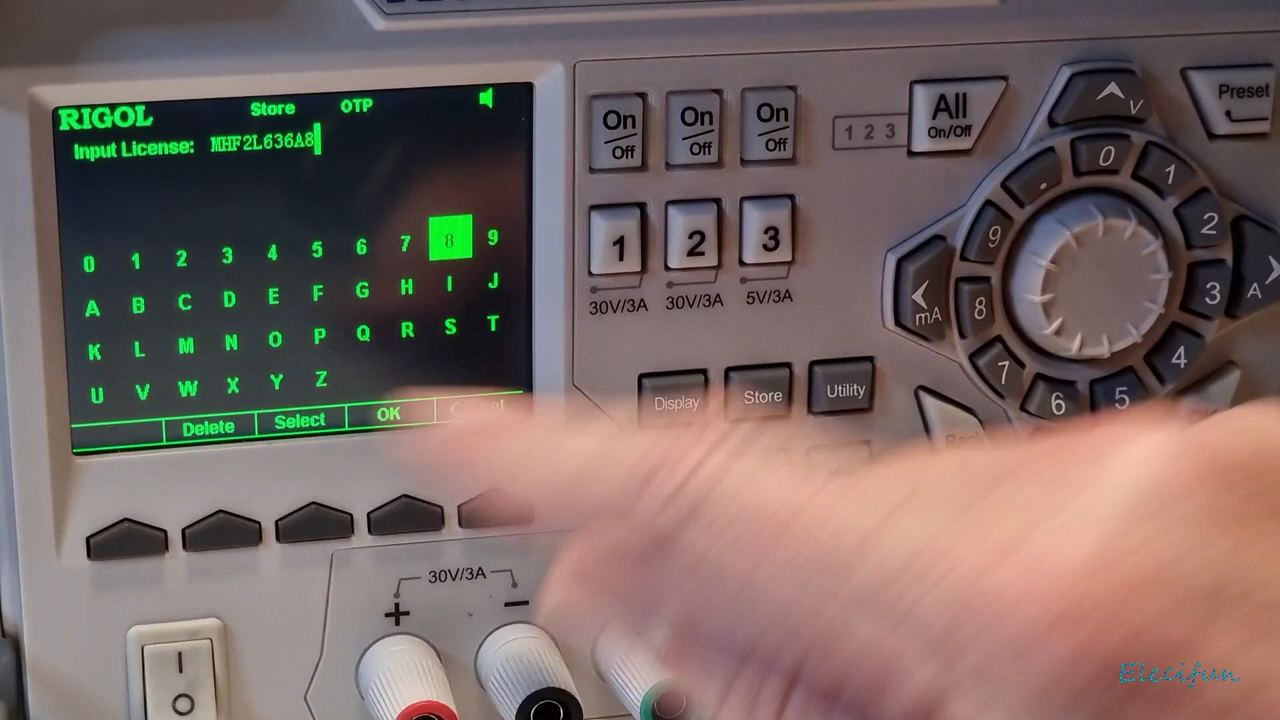 RIGOL Store OTP
Input License: MHF2L636A8
0 1 2 3 4 5 6 7 8 9
A B C D E F G H I J
K L M N O P Q R S T
U V W X Y Z
Delete Select OK
On/Off On/Off On/Off
1 2 3
All
On/Off
Preset
1 2 3
30V/3A 30V/3A 5V/3A
Display Store Utility
V
. 0 1 2 3 4 5 6 7 8 9
mA
A
30V/3A
+ −
I
O
Elecifun